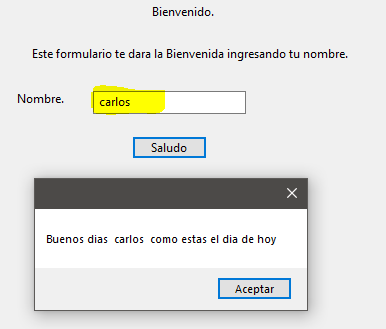 Bienvenido.
Este formulario te dara la Bienvenida ingresando tu nombre.
Nombre. carlos
Saludo
Buenos dias carlos como estas el dia de hoy
Aceptar